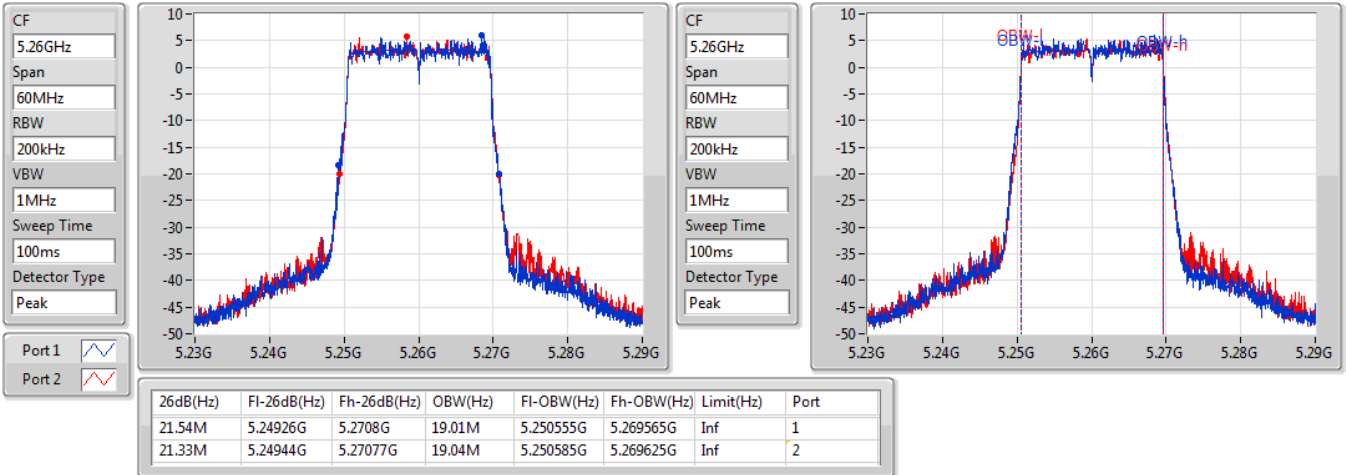 CF
5.26GHz
Span
60MHz
RBW
200kHz
VBW
1MHz
Sweep Time
100ms
Detector Type
Peak
Port 1
Port 2
10
5
0
-5
-10
-15
-20
-25
-30
-35
-40
-45
-50
5.23G 5.24G 5.25G 5.26G 5.27G 5.28G 5.29G
CF
5.26GHz
Span
60MHz
RBW
200kHz
VBW
1MHz
Sweep Time
100ms
Detector Type
Peak
10
5
0
-5
-10
-15
-20
-25
-30
-35
-40
-45
-50
OBW-l OBW-h
OBW-l OBW-h
5.23G 5.24G 5.25G 5.26G 5.27G 5.28G 5.29G
26dB(Hz) Fl-26dB(Hz) Fh-26dB(Hz) OBW(Hz) Fl-OBW(Hz) Fh-OBW(Hz) Limit(Hz) Port
21.54M 5.24926G 5.2708G 19.01M 5.250555G 5.269565G Inf 1
21.33M 5.24944G 5.27077G 19.04M 5.250585G 5.269625G Inf 2